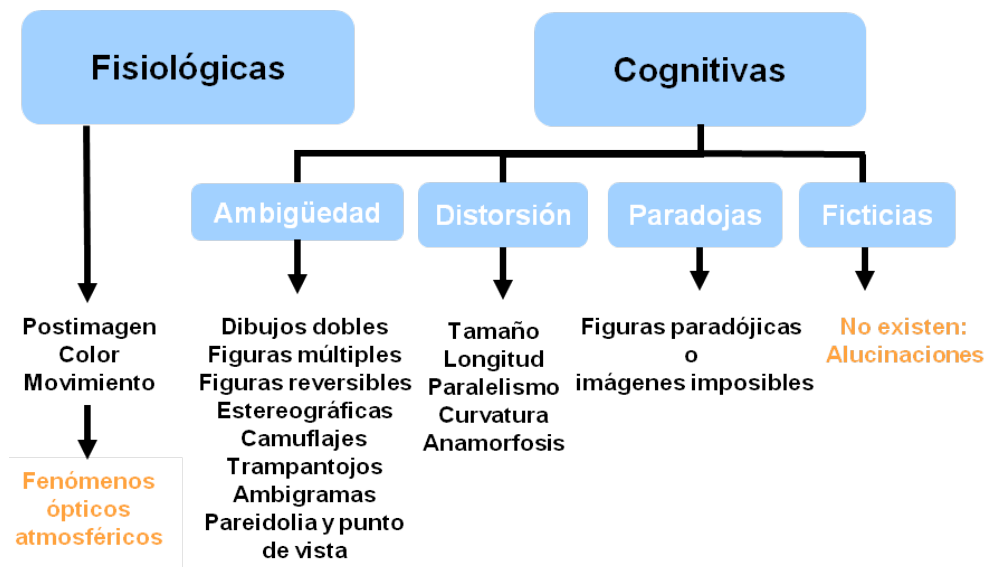 Fisiológicas
Cognitivas
Ambigüedad
Distorsión
Paradojas
Ficticias
Postimagen
Color
Movimiento
Fenómenos
ópticos
atmosféricos
Dibujos dobles
Figuras múltiples
Figuras reversibles
Estereográficas
Camuflajes
Trampantojos
Ambigramas
Pareidolia y punto
de vista
Tamaño
Longitud
Paralelismo
Curvatura
Anamorfosis
Figuras paradójicas
o
imágenes imposibles
No existen:
Alucinaciones